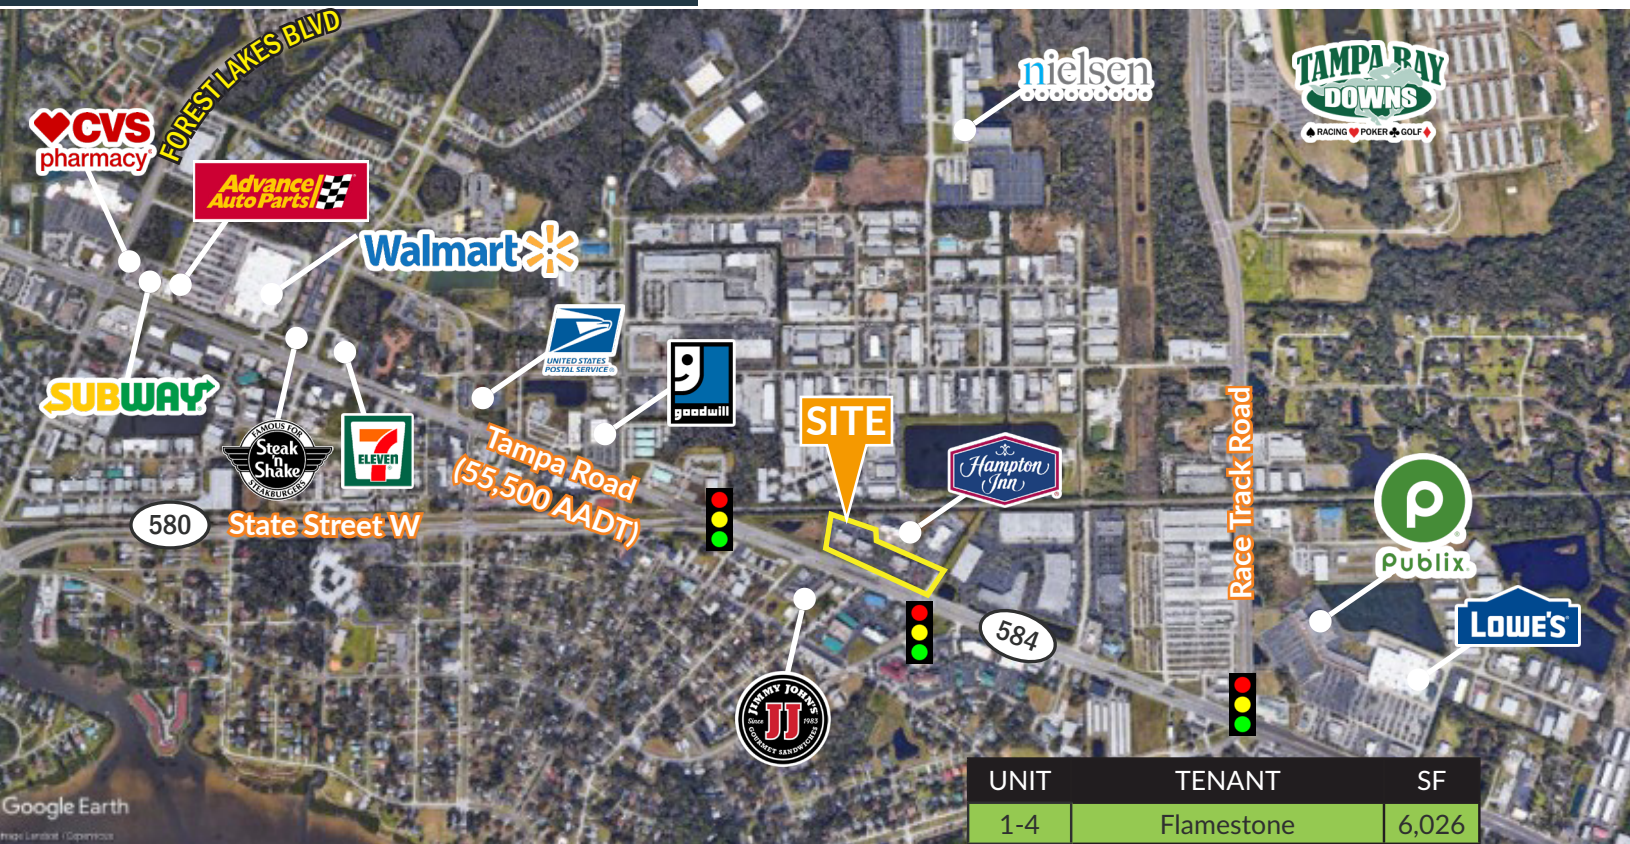 FOREST LAKES BLVD
nielsen
TAMPA BAY
DOWNS
RACING POKER GOLF
CVS
pharmacy
Advance
Auto Parts
Walmart
UNITED STATES
POSTAL SERVICE®
goodwill
SUBWAY
FAMOUS FOR
Steak
'n
Shake
STEAKBURGERS
7
ELEVEN
Tampa Road
(55,500 AADT)
SITE
Hampton
Inn
Race Track Road
P
Publix
LOWE'S
580
State Street W
584
JIMMY JOHN'S
Since JJ 1983
GOURMET SANDWICHES
Google Earth
Image Landsat / Copernicus
UNIT TENANT SF
1-4 Flamestone 6,026